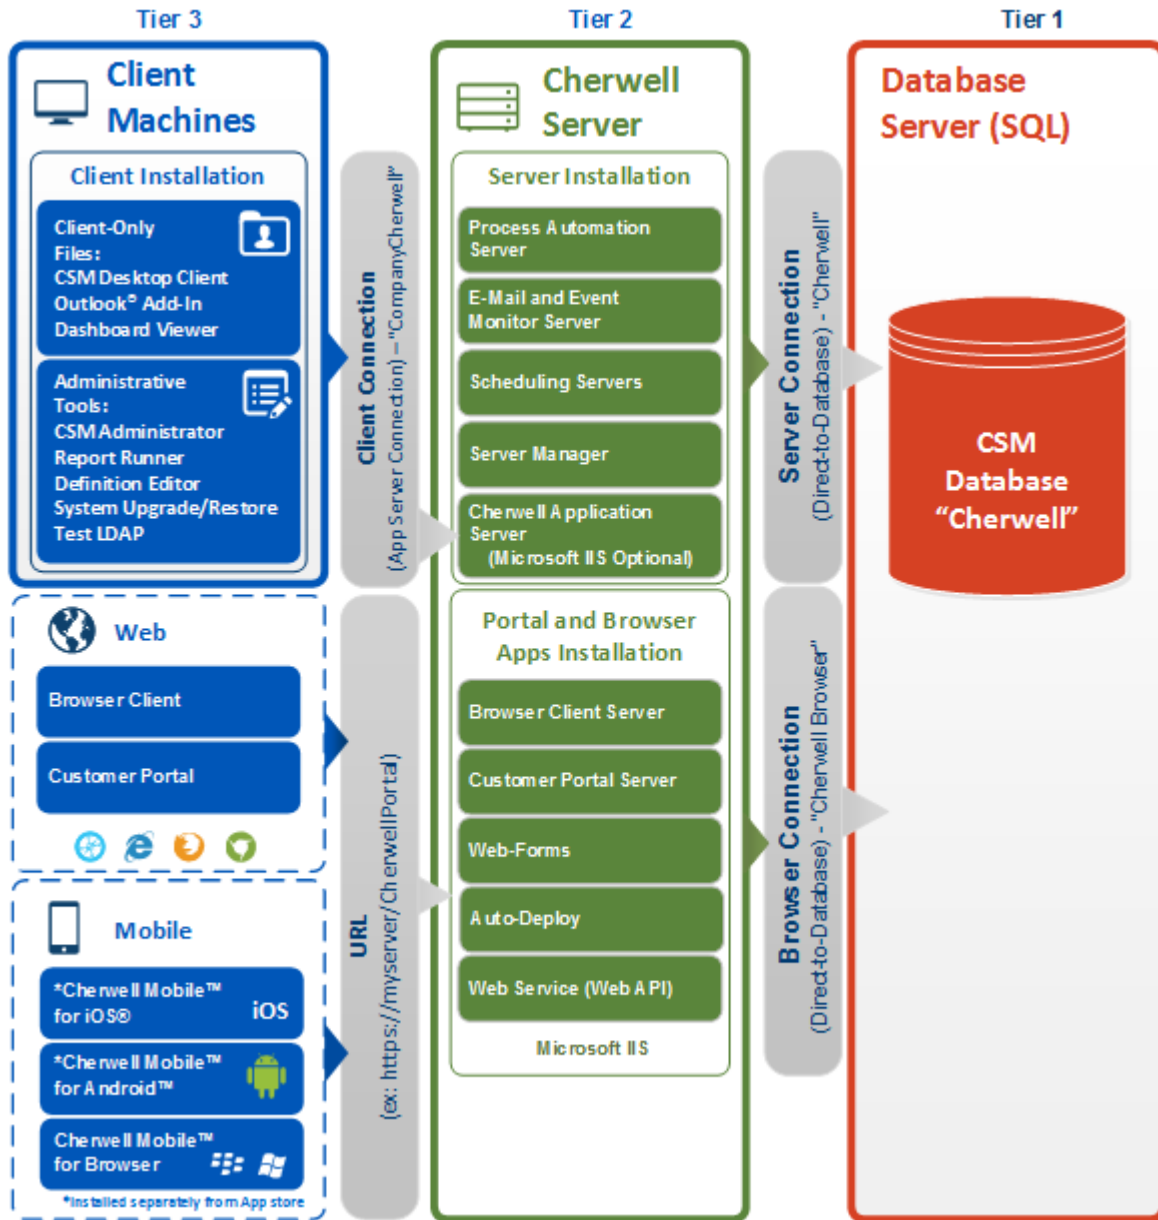 Tier 3
Tier 2
Tier 1
Client
Machines
Client Installation
Client-Only
Files:
CSM Desktop Client
Outlook® Add-In
Dashboard Viewer
Administrative
Tools:
CSM Administrator
Report Runner
Definition Editor
System Upgrade/Restore
Test LDAP
Web
Browser Client
Customer Portal
Mobile
*Cherwell Mobile™
for iOS®
iOS
*Cherwell Mobile™
for Android™
Cherwell Mobile™
for Browser
*Installed separately from App store
Client Connection
(App Server Connection) – "CompanyCherwell"
URL
(ex: https://myserver/CherwellPortal)
Cherwell
Server
Server Installation
Process Automation
Server
E-Mail and Event
Monitor Server
Scheduling Servers
Server Manager
Cherwell Application
Server
(Microsoft IIS Optional)
Portal and Browser
Apps Installation
Browser Client Server
Customer Portal Server
Web-Forms
Auto-Deploy
Web Service (Web API)
Microsoft IIS
Server Connection
(Direct-to-Database) - "Cherwell"
Browser Connection
(Direct-to-Database) - "Cherwell Browser"
Database
Server (SQL)
CSM
Database
“Cherwell”